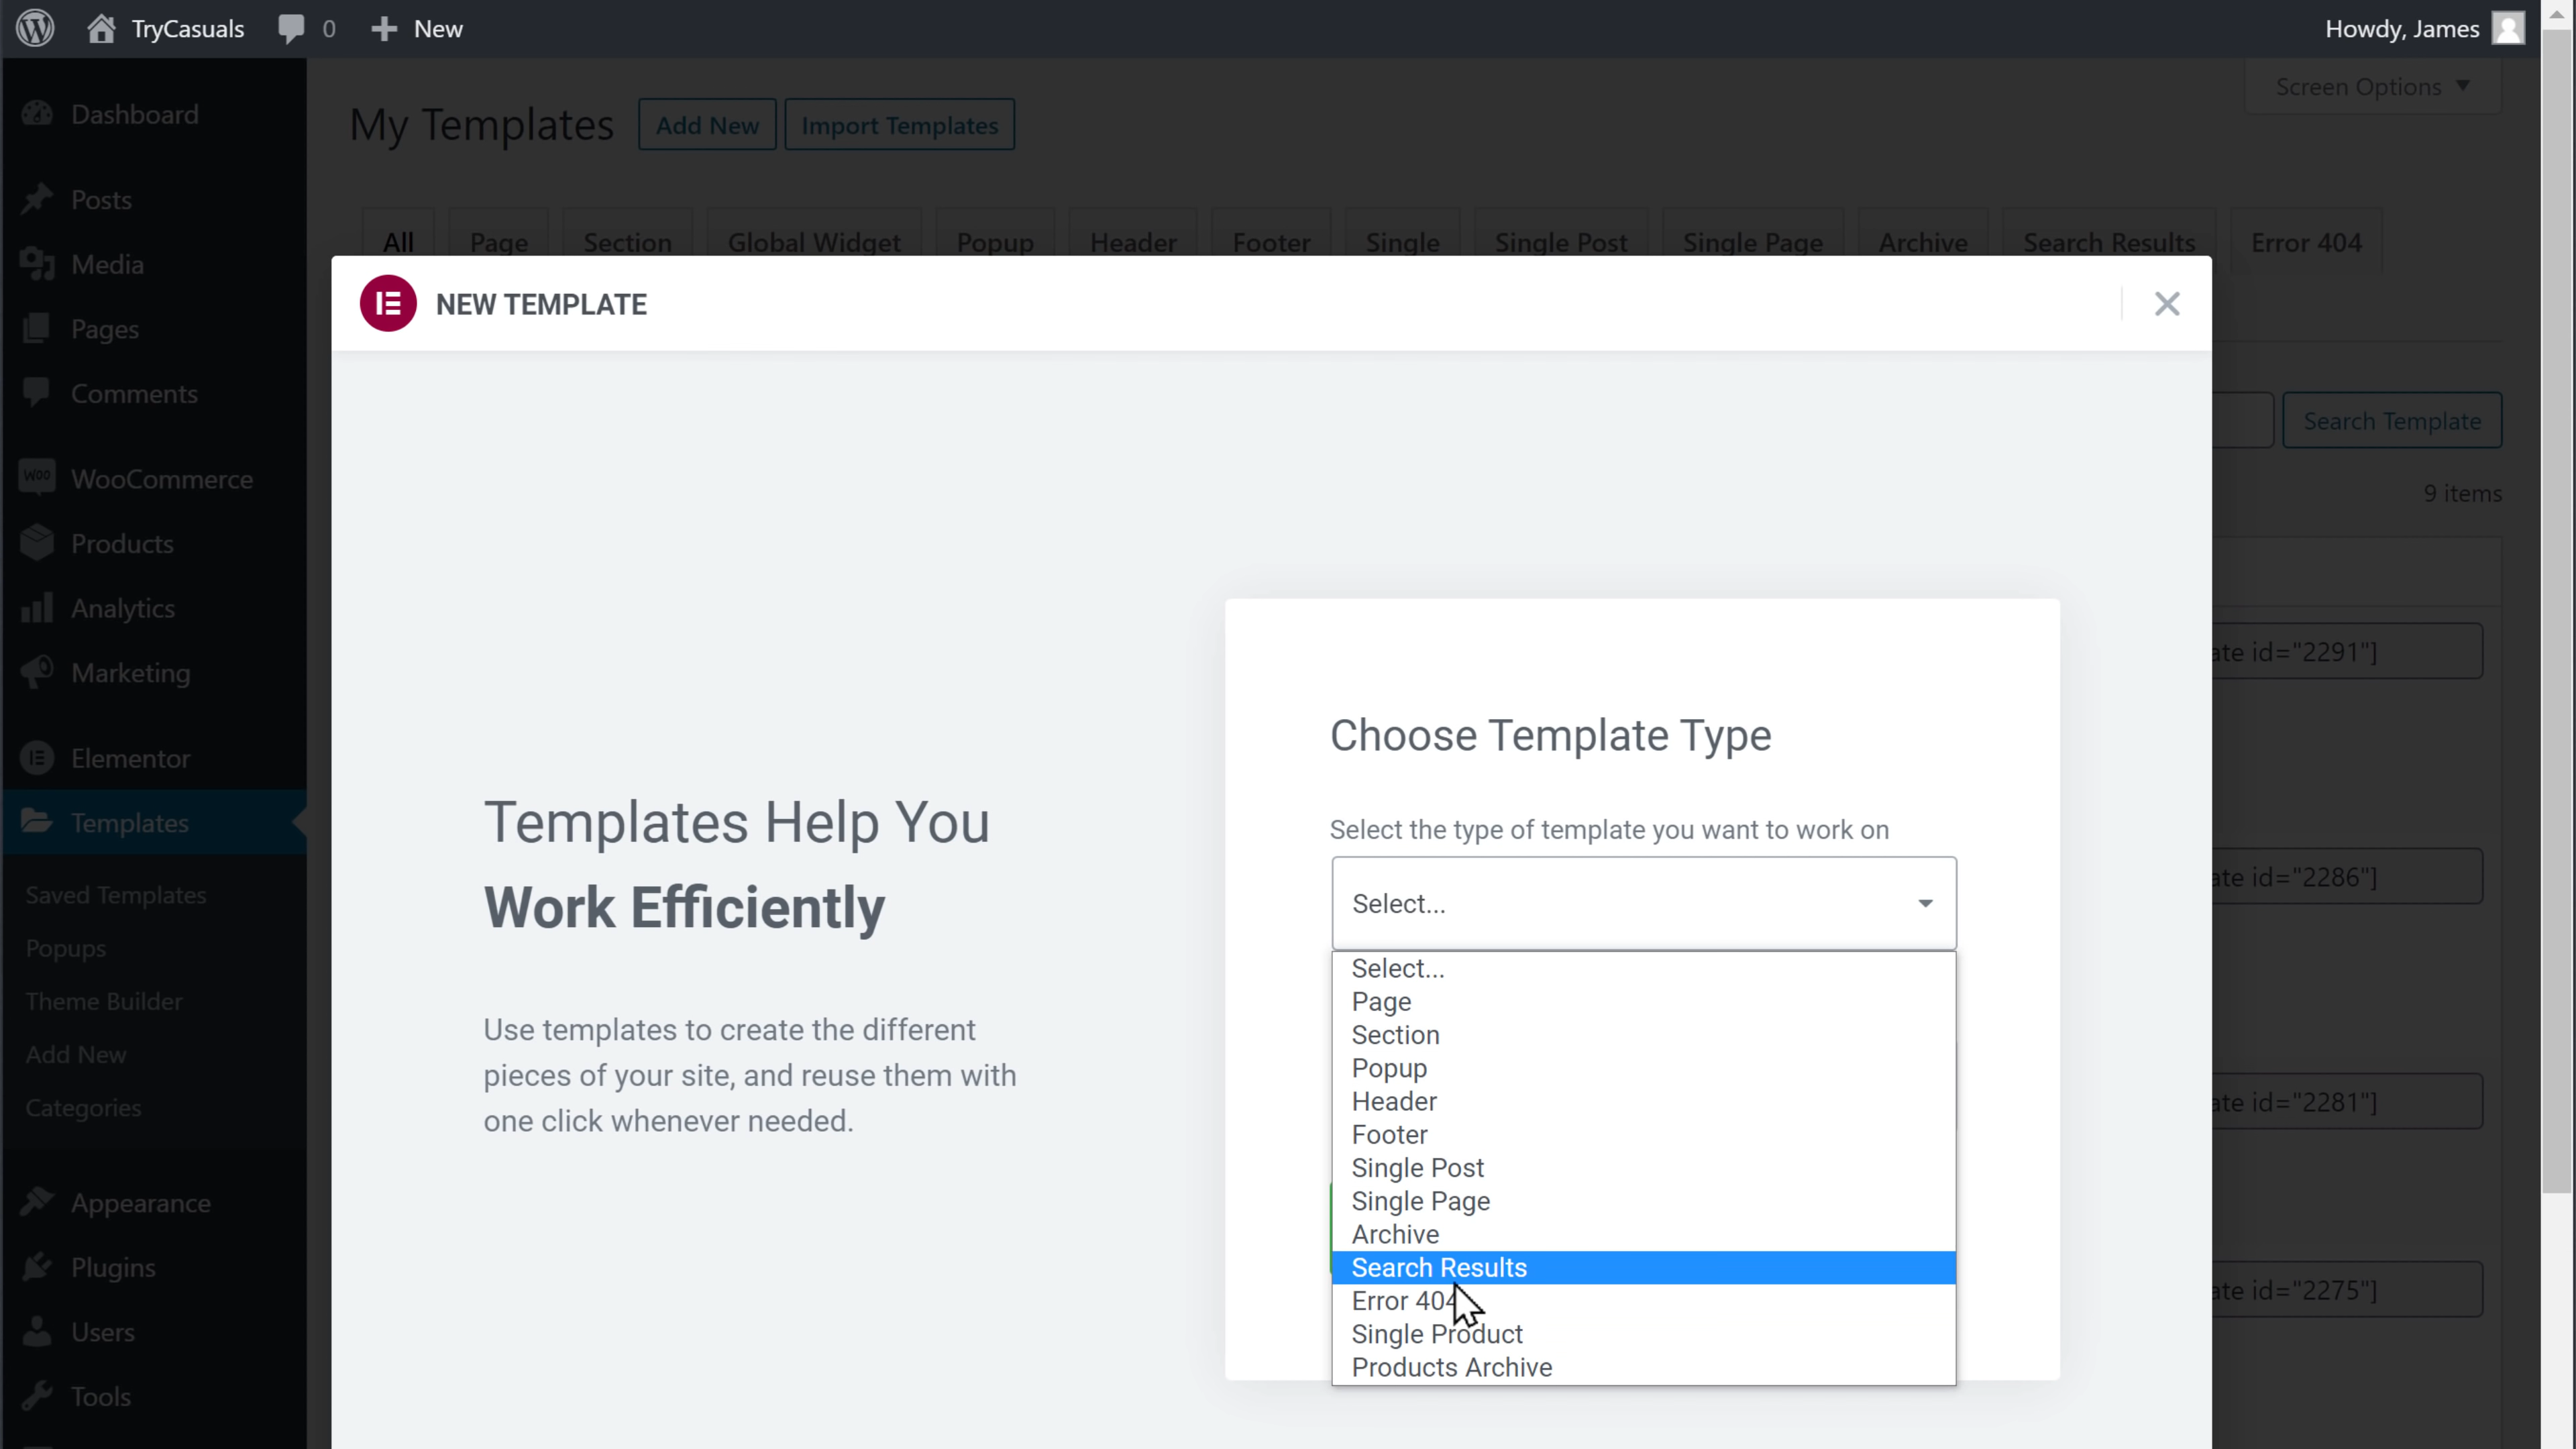 TryCasuals
0
New
Howdy, James
Dashboard
Posts
Media
Pages
Comments
WooCommerce
Products
Analytics
Marketing
Elementor
Templates
Saved Templates
Popups
Theme Builder
Add New
Categories
Appearance
Plugins
Users
Tools
Screen Options
My Templates
Add New
Import Templates
All
Page
Section
Global Widget
Popup
Header
Footer
Single
Single Post
Single Page
Archive
Search Results
Error 404
Search Template
9 items
ate id="2291"]
ate id="2286"]
ate id="2281"]
ate id="2275"]
NEW TEMPLATE
Templates Help You
Work Efficiently
Use templates to create the different
pieces of your site, and reuse them with
one click whenever needed.
Choose Template Type
Select the type of template you want to work on
Select...
Select...
Page
Section
Popup
Header
Footer
Single Post
Single Page
Archive
Search Results
Error 404
Single Product
Products Archive